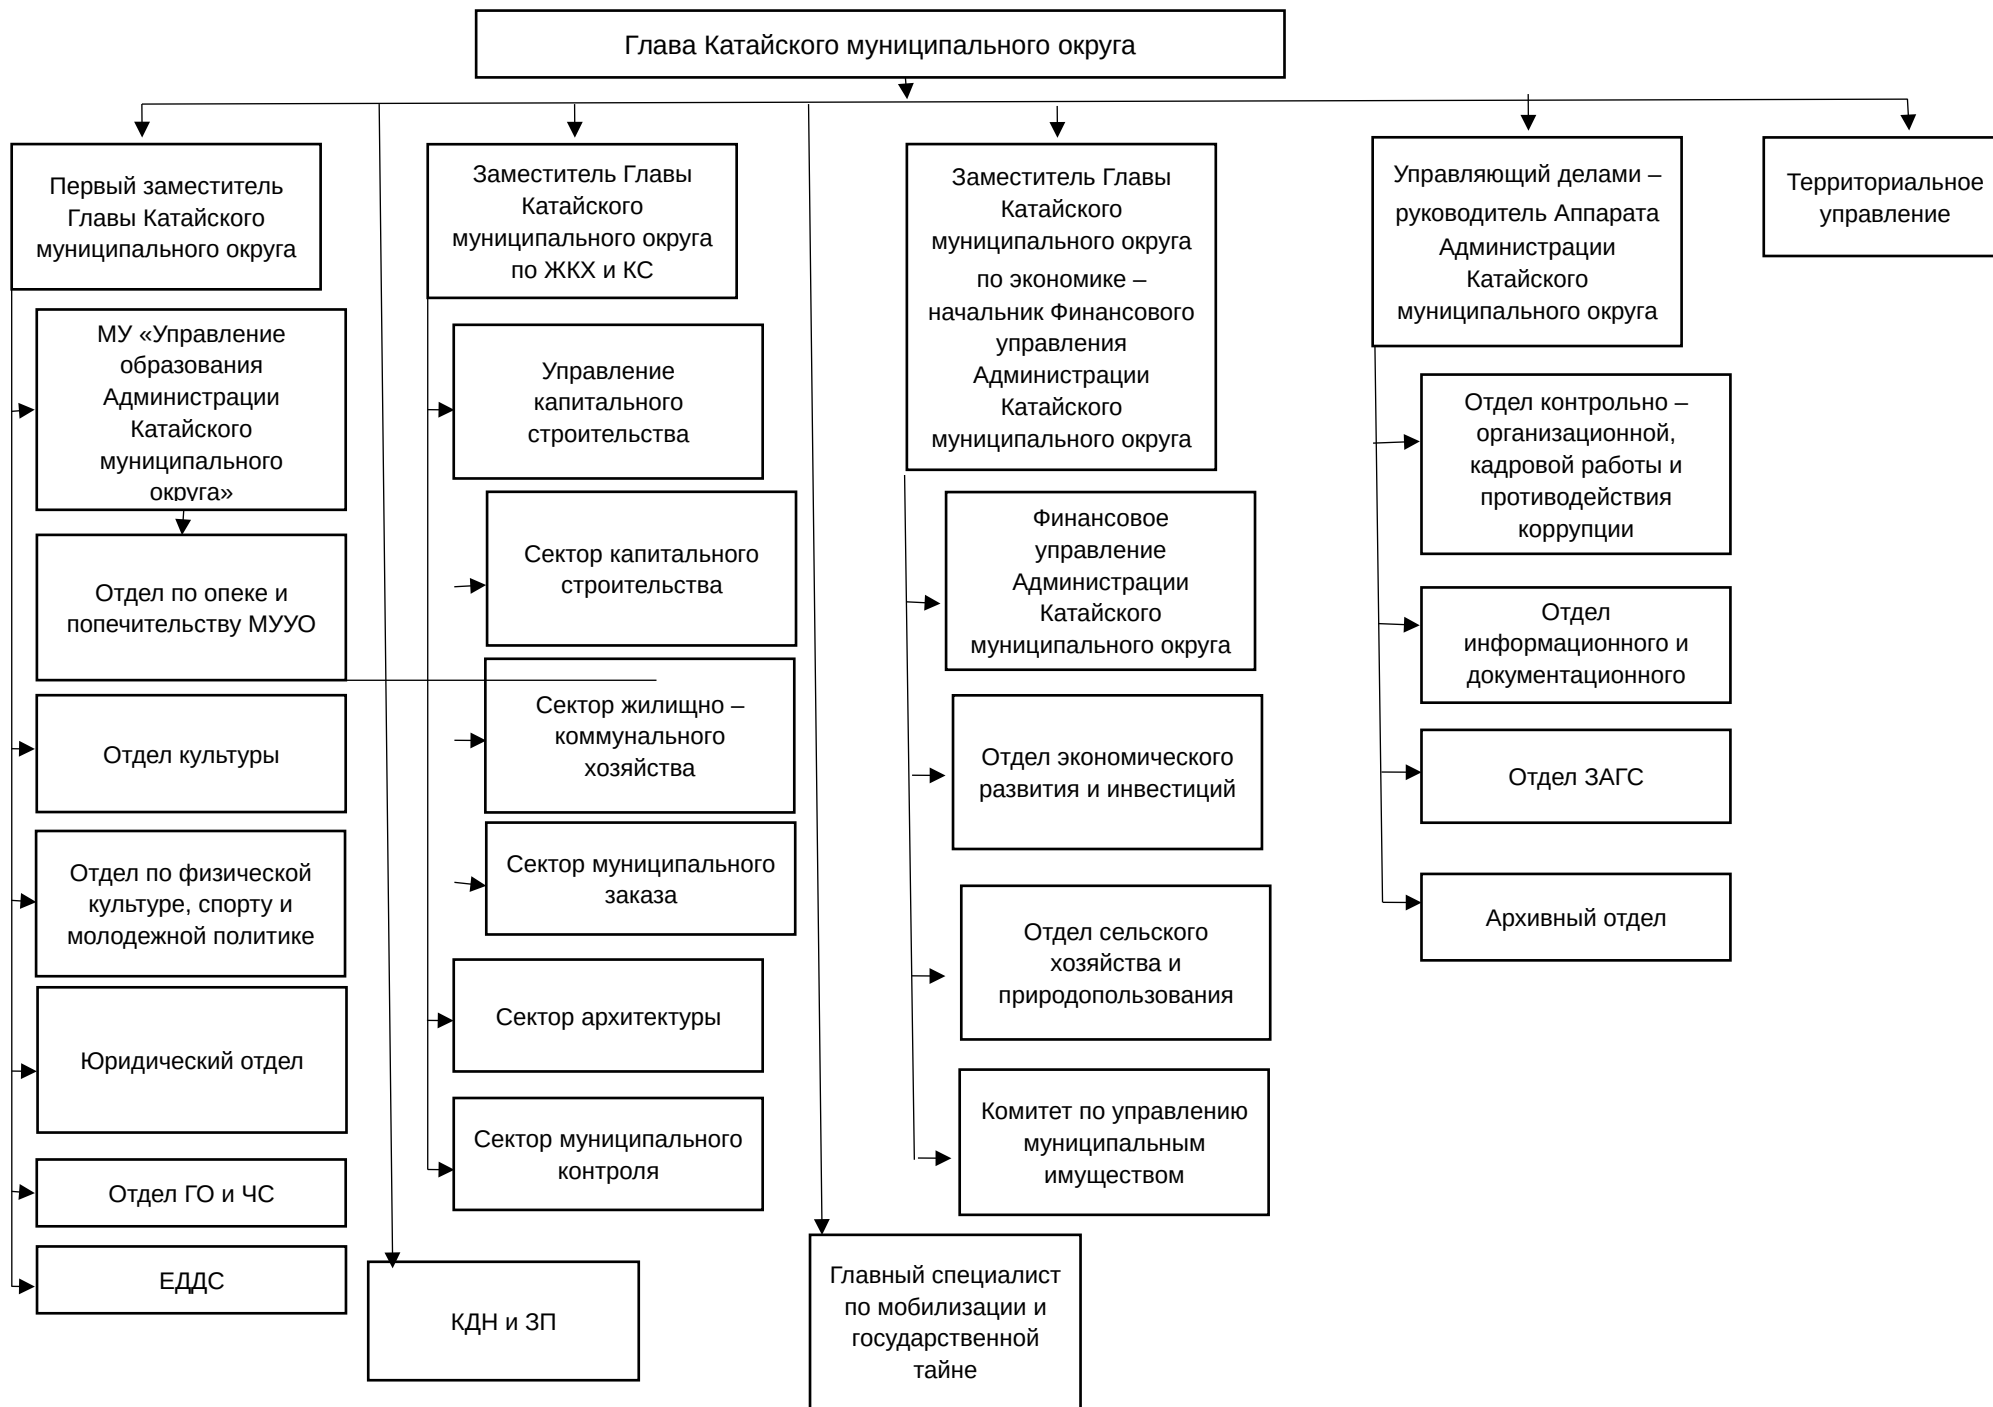 Глава Катайского муниципального округа
Первый заместитель
Главы Катайского
муниципального округа
МУ «Управление
образования
Администрации
Катайского
муниципального
округа»
Отдел по опеке и
попечительству МУУО
Отдел культуры
Отдел по физической
культуре, спорту и
молодежной политике
Юридический отдел
Отдел ГО и ЧС
ЕДДС
КДН и ЗП
Заместитель Главы
Катайского
муниципального округа
по ЖКХ и КС
Управление
капитального
строительства
Сектор капитального
строительства
Сектор жилищно –
коммунального
хозяйства
Сектор муниципального
заказа
Сектор архитектуры
Сектор муниципального
контроля
Главный специалист
по мобилизации и
государственной
тайне
Заместитель Главы
Катайского
муниципального округа
по экономике –
начальник Финансового
управления
Администрации
Катайского
муниципального округа
Финансовое
управление
Администрации
Катайского
муниципального округа
Отдел экономического
развития и инвестиций
Отдел сельского
хозяйства и
природопользования
Комитет по управлению
муниципальным
имуществом
Управляющий делами –
руководитель Аппарата
Администрации
Катайского
муниципального округа
Отдел контрольно –
организационной,
кадровой работы и
противодействия
коррупции
Отдел
информационного и
документационного
Отдел ЗАГС
Архивный отдел
Территориальное
управление